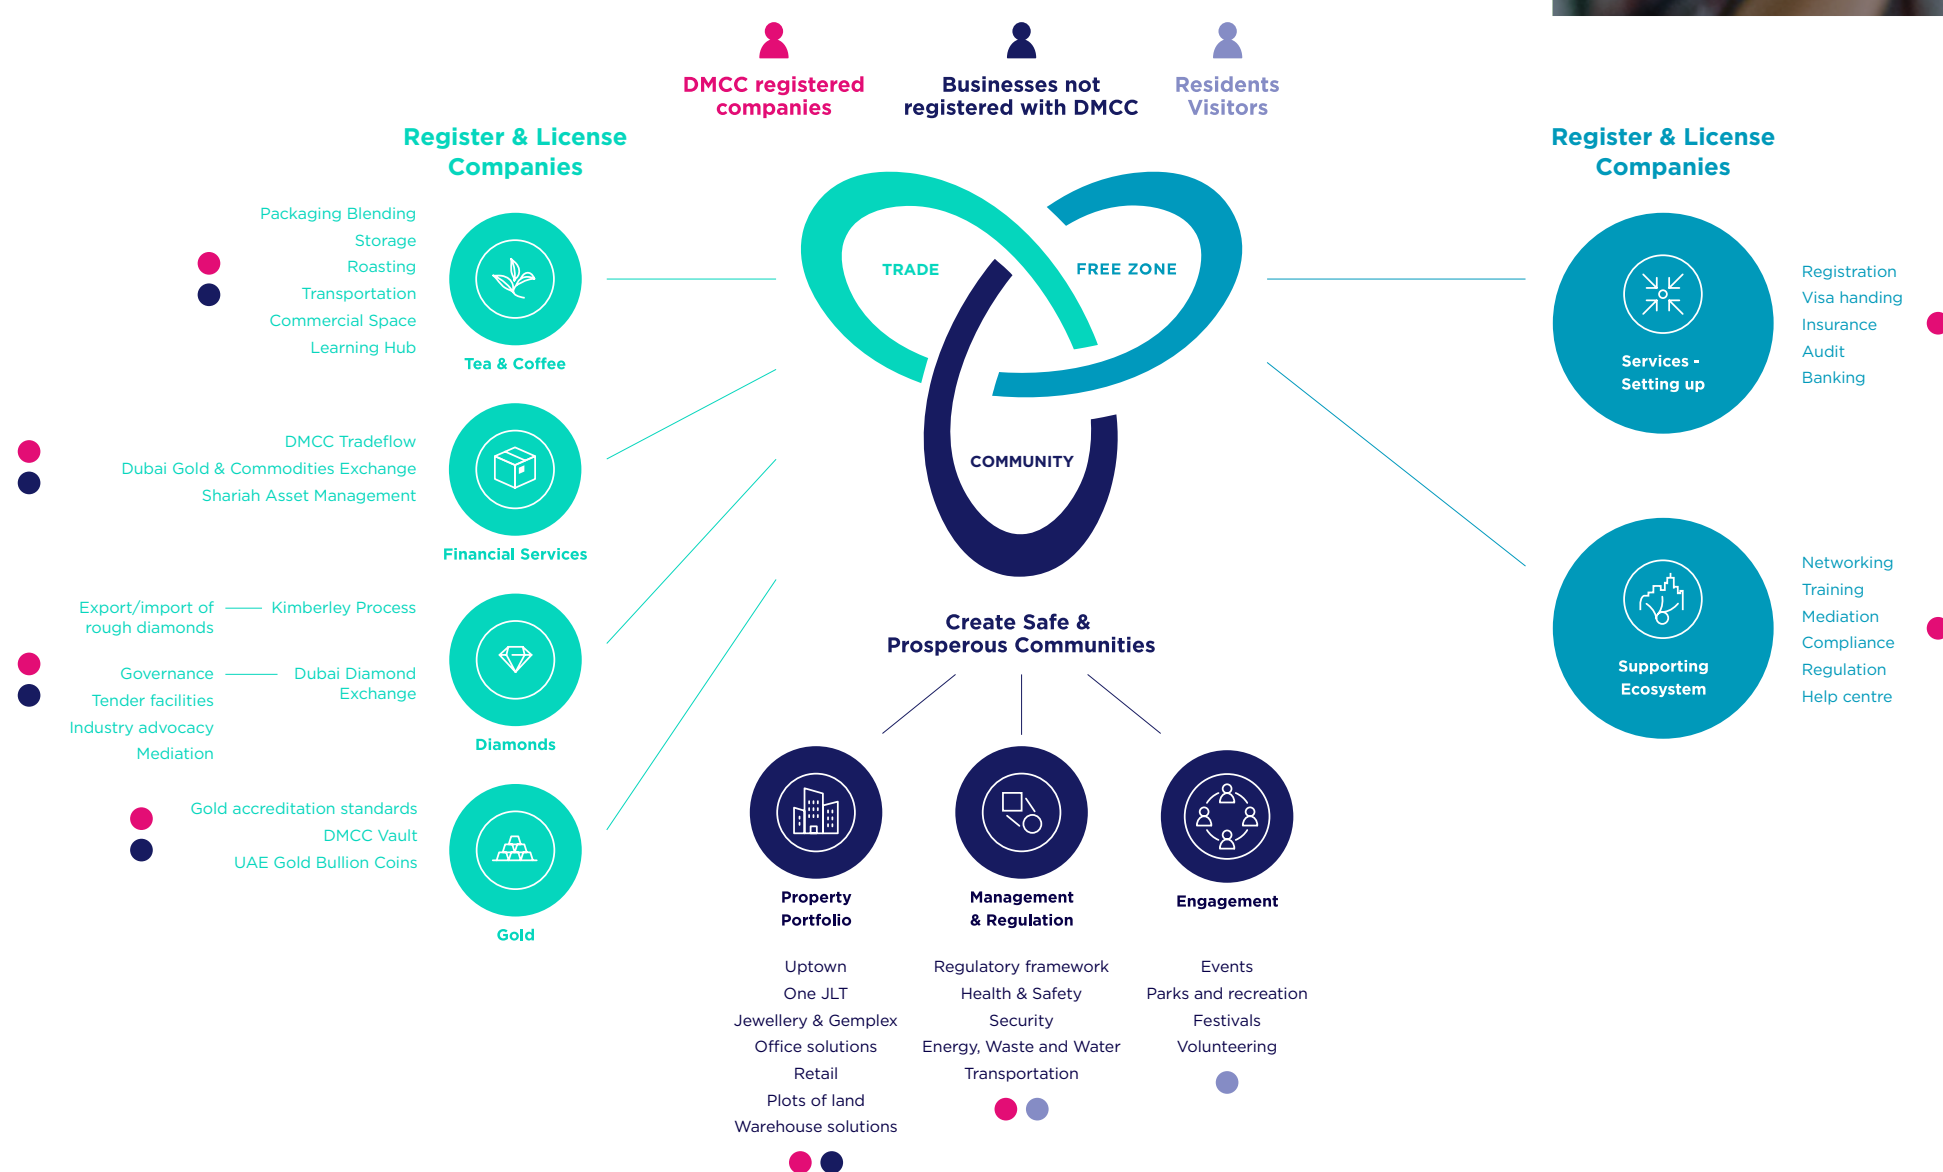 DMCC registered
companies
Businesses not
registered with DMCC
Residents
Visitors
Register & License
Companies
Packaging Blending
Storage
Roasting
Transportation
Commercial Space
Learning Hub
Tea & Coffee
DMCC Tradeflow
Dubai Gold & Commodities Exchange
Shariah Asset Management
Financial Services
Export/import of
rough diamonds
Kimberley Process
Governance
Tender facilities
Industry advocacy
Mediation
Dubai Diamond
Exchange
Diamonds
Gold accreditation standards
DMCC Vault
UAE Gold Bullion Coins
Gold
TRADE
FREE ZONE
COMMUNITY
Create Safe &
Prosperous Communities
Property
Portfolio
Uptown
One JLT
Jewellery & Gemplex
Office solutions
Retail
Plots of land
Warehouse solutions
Management
& Regulation
Regulatory framework
Health & Safety
Security
Energy, Waste and Water
Transportation
Engagement
Events
Parks and recreation
Festivals
Volunteering
Register & License
Companies
Services -
Setting up
Registration
Visa handing
Insurance
Audit
Banking
Supporting
Ecosystem
Networking
Training
Mediation
Compliance
Regulation
Help centre